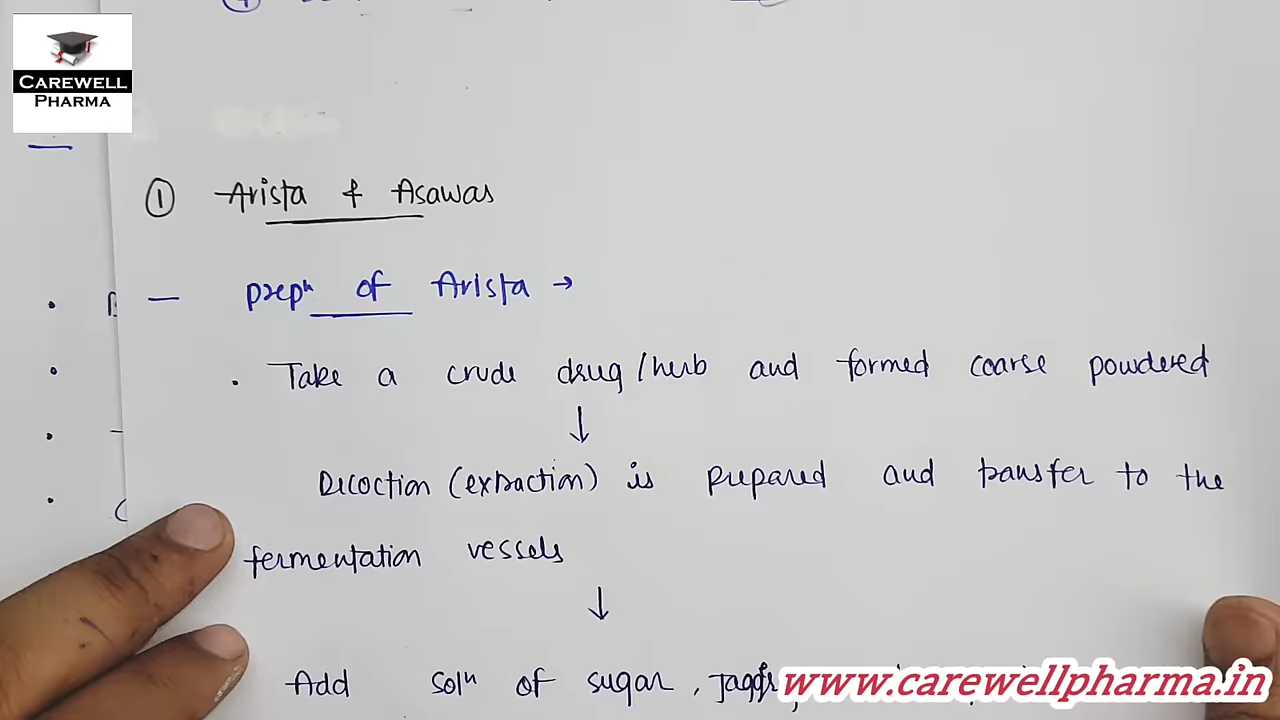 CAREWELL
PHARMA
① Arista & Asawas
— prepⁿ of Arista →
· Take a crude drug/herb and formed coarse powdered
↓
Decoction (extraction) is prepared and transfer to the
fermentation vessels
↓
Add solⁿ of sugar,
www.carewellpharma.in